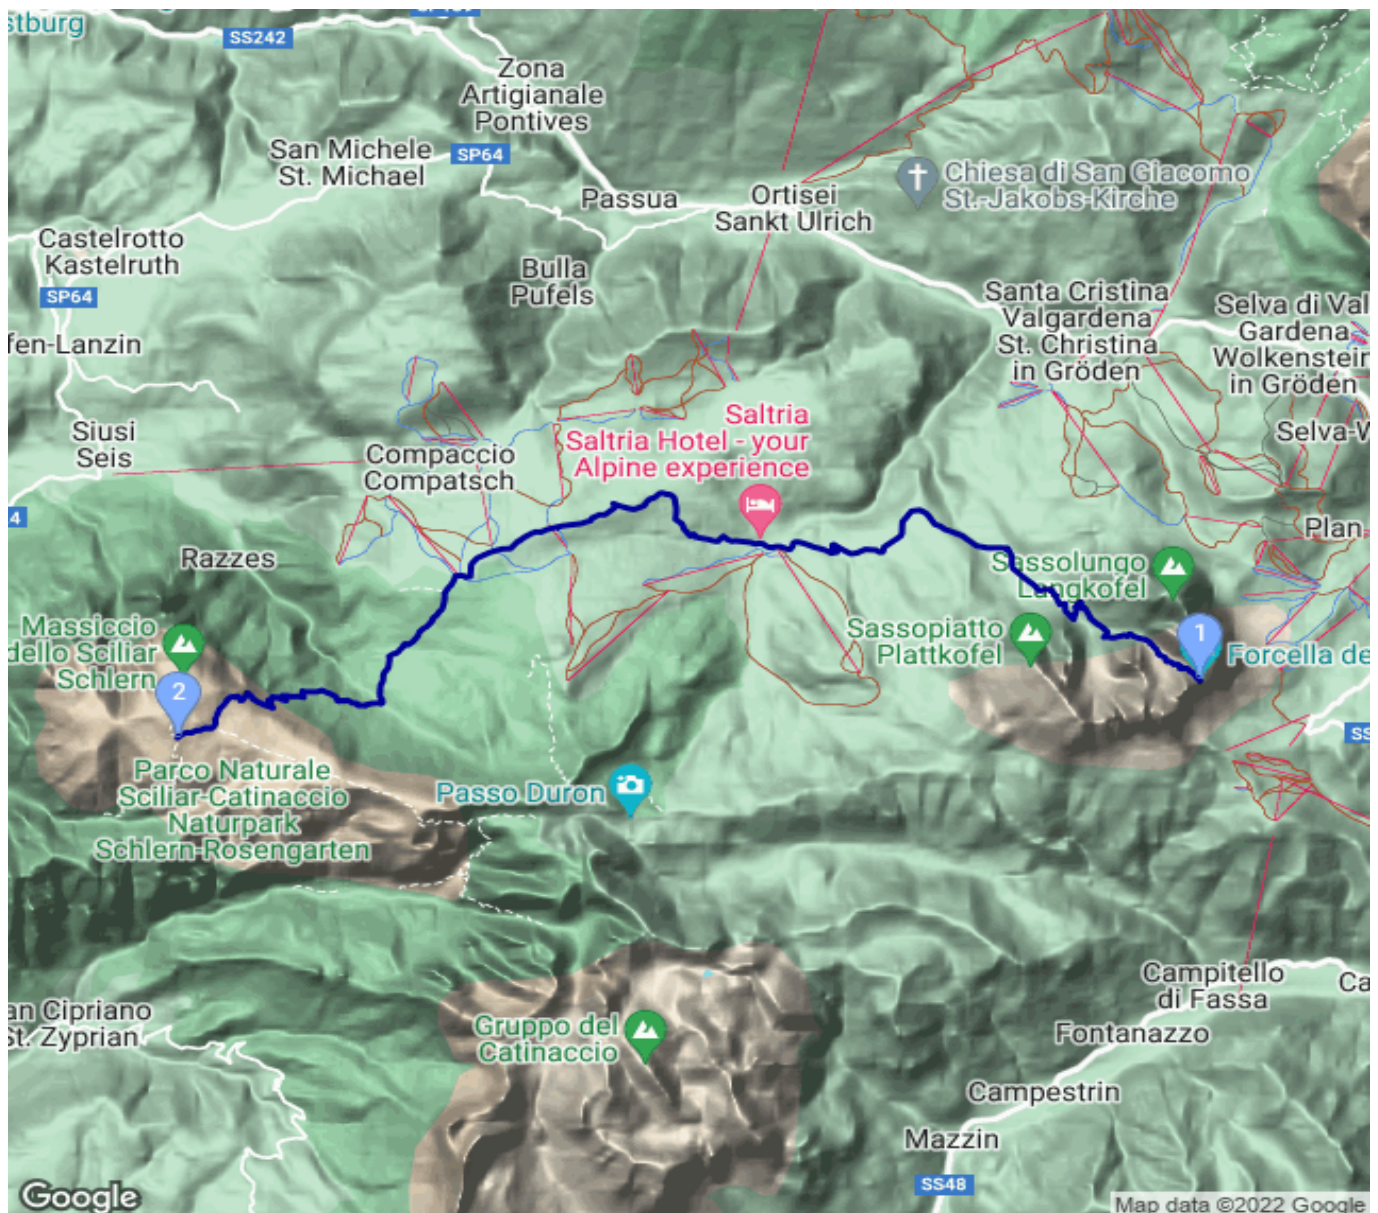 stburg
SS242
Zona
Artigianale
Pontives
San Michele
St. Michael
SP64
Passua
Ortisei
Sankt Ulrich
Chiesa di San Giacomo
St.-Jakobs-Kirche
Castelrotto
Kastelruth
SP64
Bulla
Pufels
Santa Cristina
Valgardena
St. Christina
in Gröden
Selva di Val
Gardena
Wolkenstein
in Gröden
fen-Lanzin
Siusi
Seis
Saltria
Saltria Hotel - your
Alpine experience
Selva-W
Compaccio
Compatsch
4
Plan
Razzes
Sassolungo
Langkofel
Massiccio
dello Sciliar
Schlern
Sassopiatto
Plattkofel
1
Forcella de
2
SS
Parco Naturale
Sciliar-Catinaccio
Naturpark
Schlern-Rosengarten
Passo Duron
Campitello
di Fassa
Ca
an Cipriano
St. Zyprian
Gruppo del
Catinaccio
Fontanazzo
Campestrin
Mazzin
SS48
Google
Map data ©2022 Google